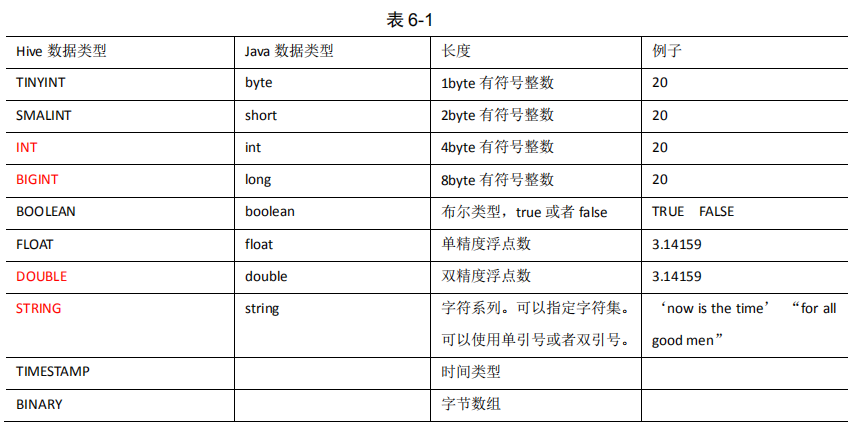 表 6-1
Hive 数据类型 Java 数据类型 长度 例子
TINYINT byte 1byte 有符号整数 20
SMALINT short 2byte 有符号整数 20
INT int 4byte 有符号整数 20
BIGINT long 8byte 有符号整数 20
BOOLEAN boolean 布尔类型，true 或者 false TRUE FALSE
FLOAT float 单精度浮点数 3.14159
DOUBLE double 双精度浮点数 3.14159
STRING string 字符系列。可以指定字符集。 ‘now is the time’ “for all
可以使用单引号或者双引号。 good men”
TIMESTAMP 时间类型
BINARY 字节数组